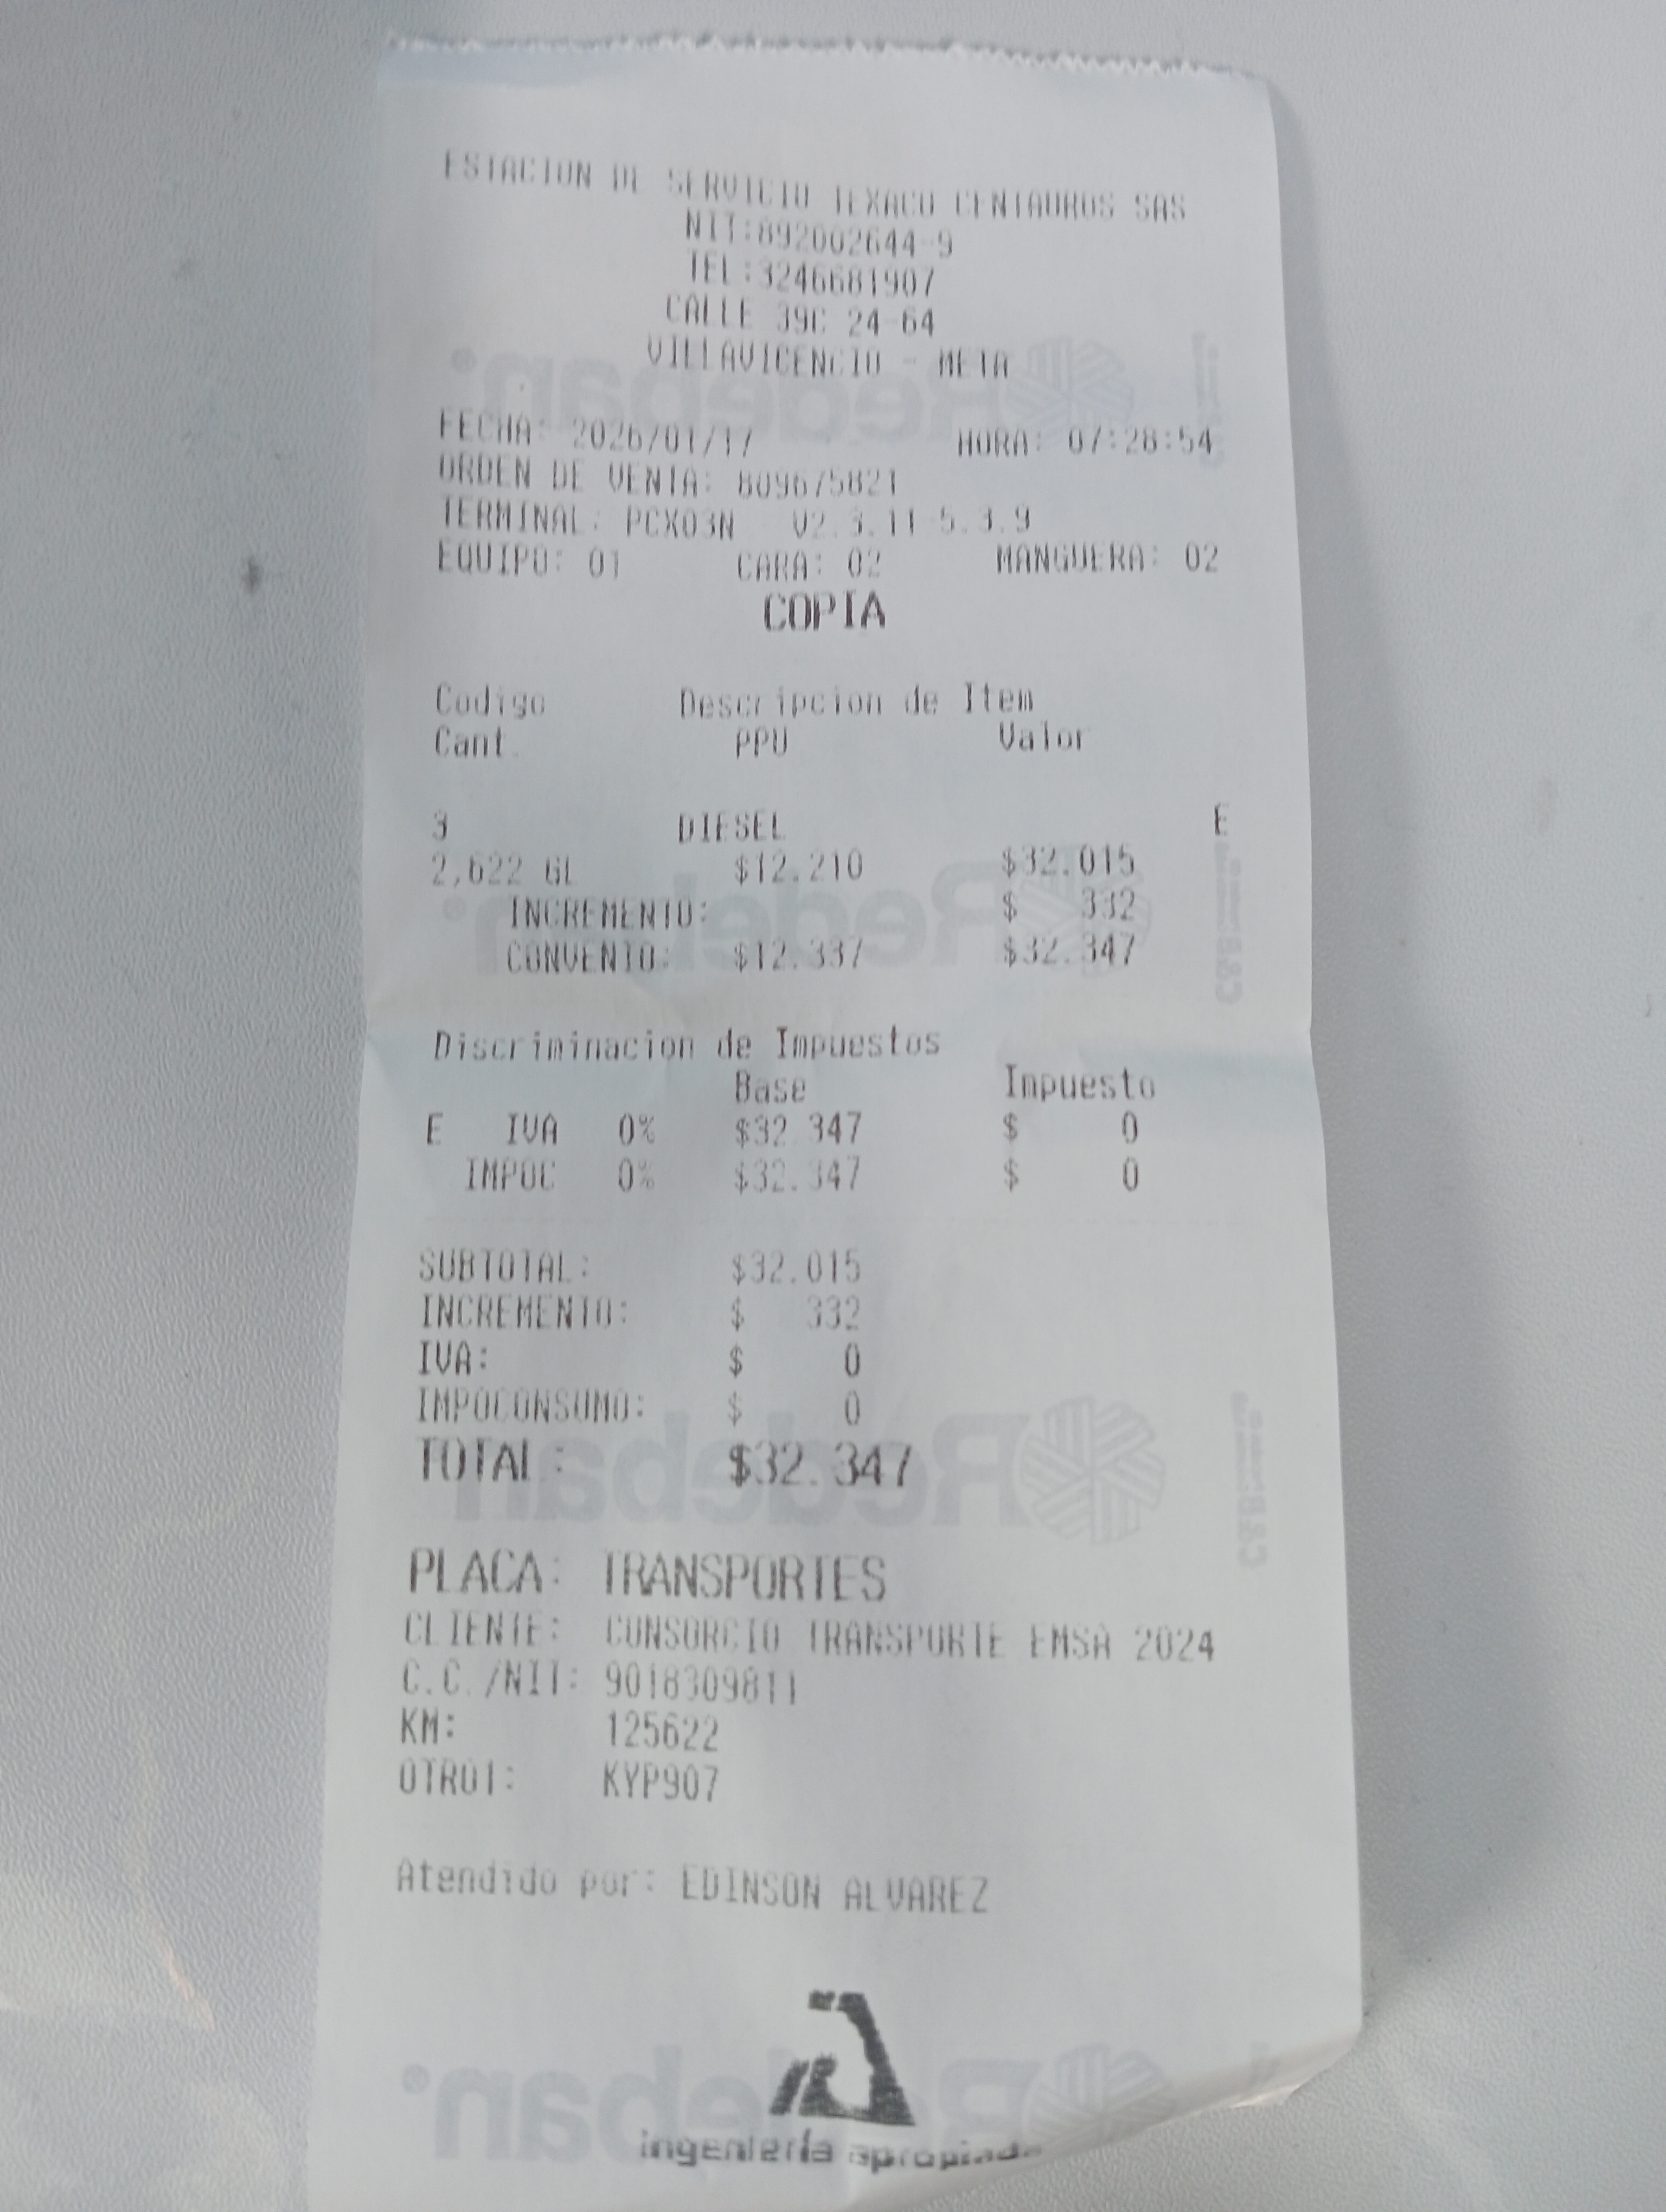 ESTACION DE SERVICIO TEXACO CENTAUROS SAS
NIT:892002644-9
TEL:3246681907
CALLE 39C 24-64
VILLAVICENCIO - META
FECHA: 2026/01/17 HORA: 07:28:54
ORDEN DE VENTA: 809675821
TERMINAL: PCX03N V2.3.11-5.3.9
EQUIPO: 01 CARA: 02 MANGUERA: 02
COPIA
Codigo Descripcion de Item
Cant. PPU Valor
3 DIESEL E
2,622 GL $12.210 $32.015
INCREMENTO: $ 332
CONVENIO: $12.337 $32.347
Discriminacion de Impuestos
Base Impuesto
E IVA 0% $32.347 $ 0
IMPOC 0% $32.347 $ 0
SUBTOTAL: $32.015
INCREMENTO: $ 332
IVA: $ 0
IMPOCONSUMO: $ 0
TOTAL: $32.347
PLACA: TRANSPORTES
CLIENTE: CONSORCIO TRANSPORTE EMSA 2024
C.C./NIT: 9018309811
KM: 125622
OTRO1: KYP907
Atendido por: EDINSON ALVAREZ
ingeniería apropiada
Redeban
Redeban
Redeban